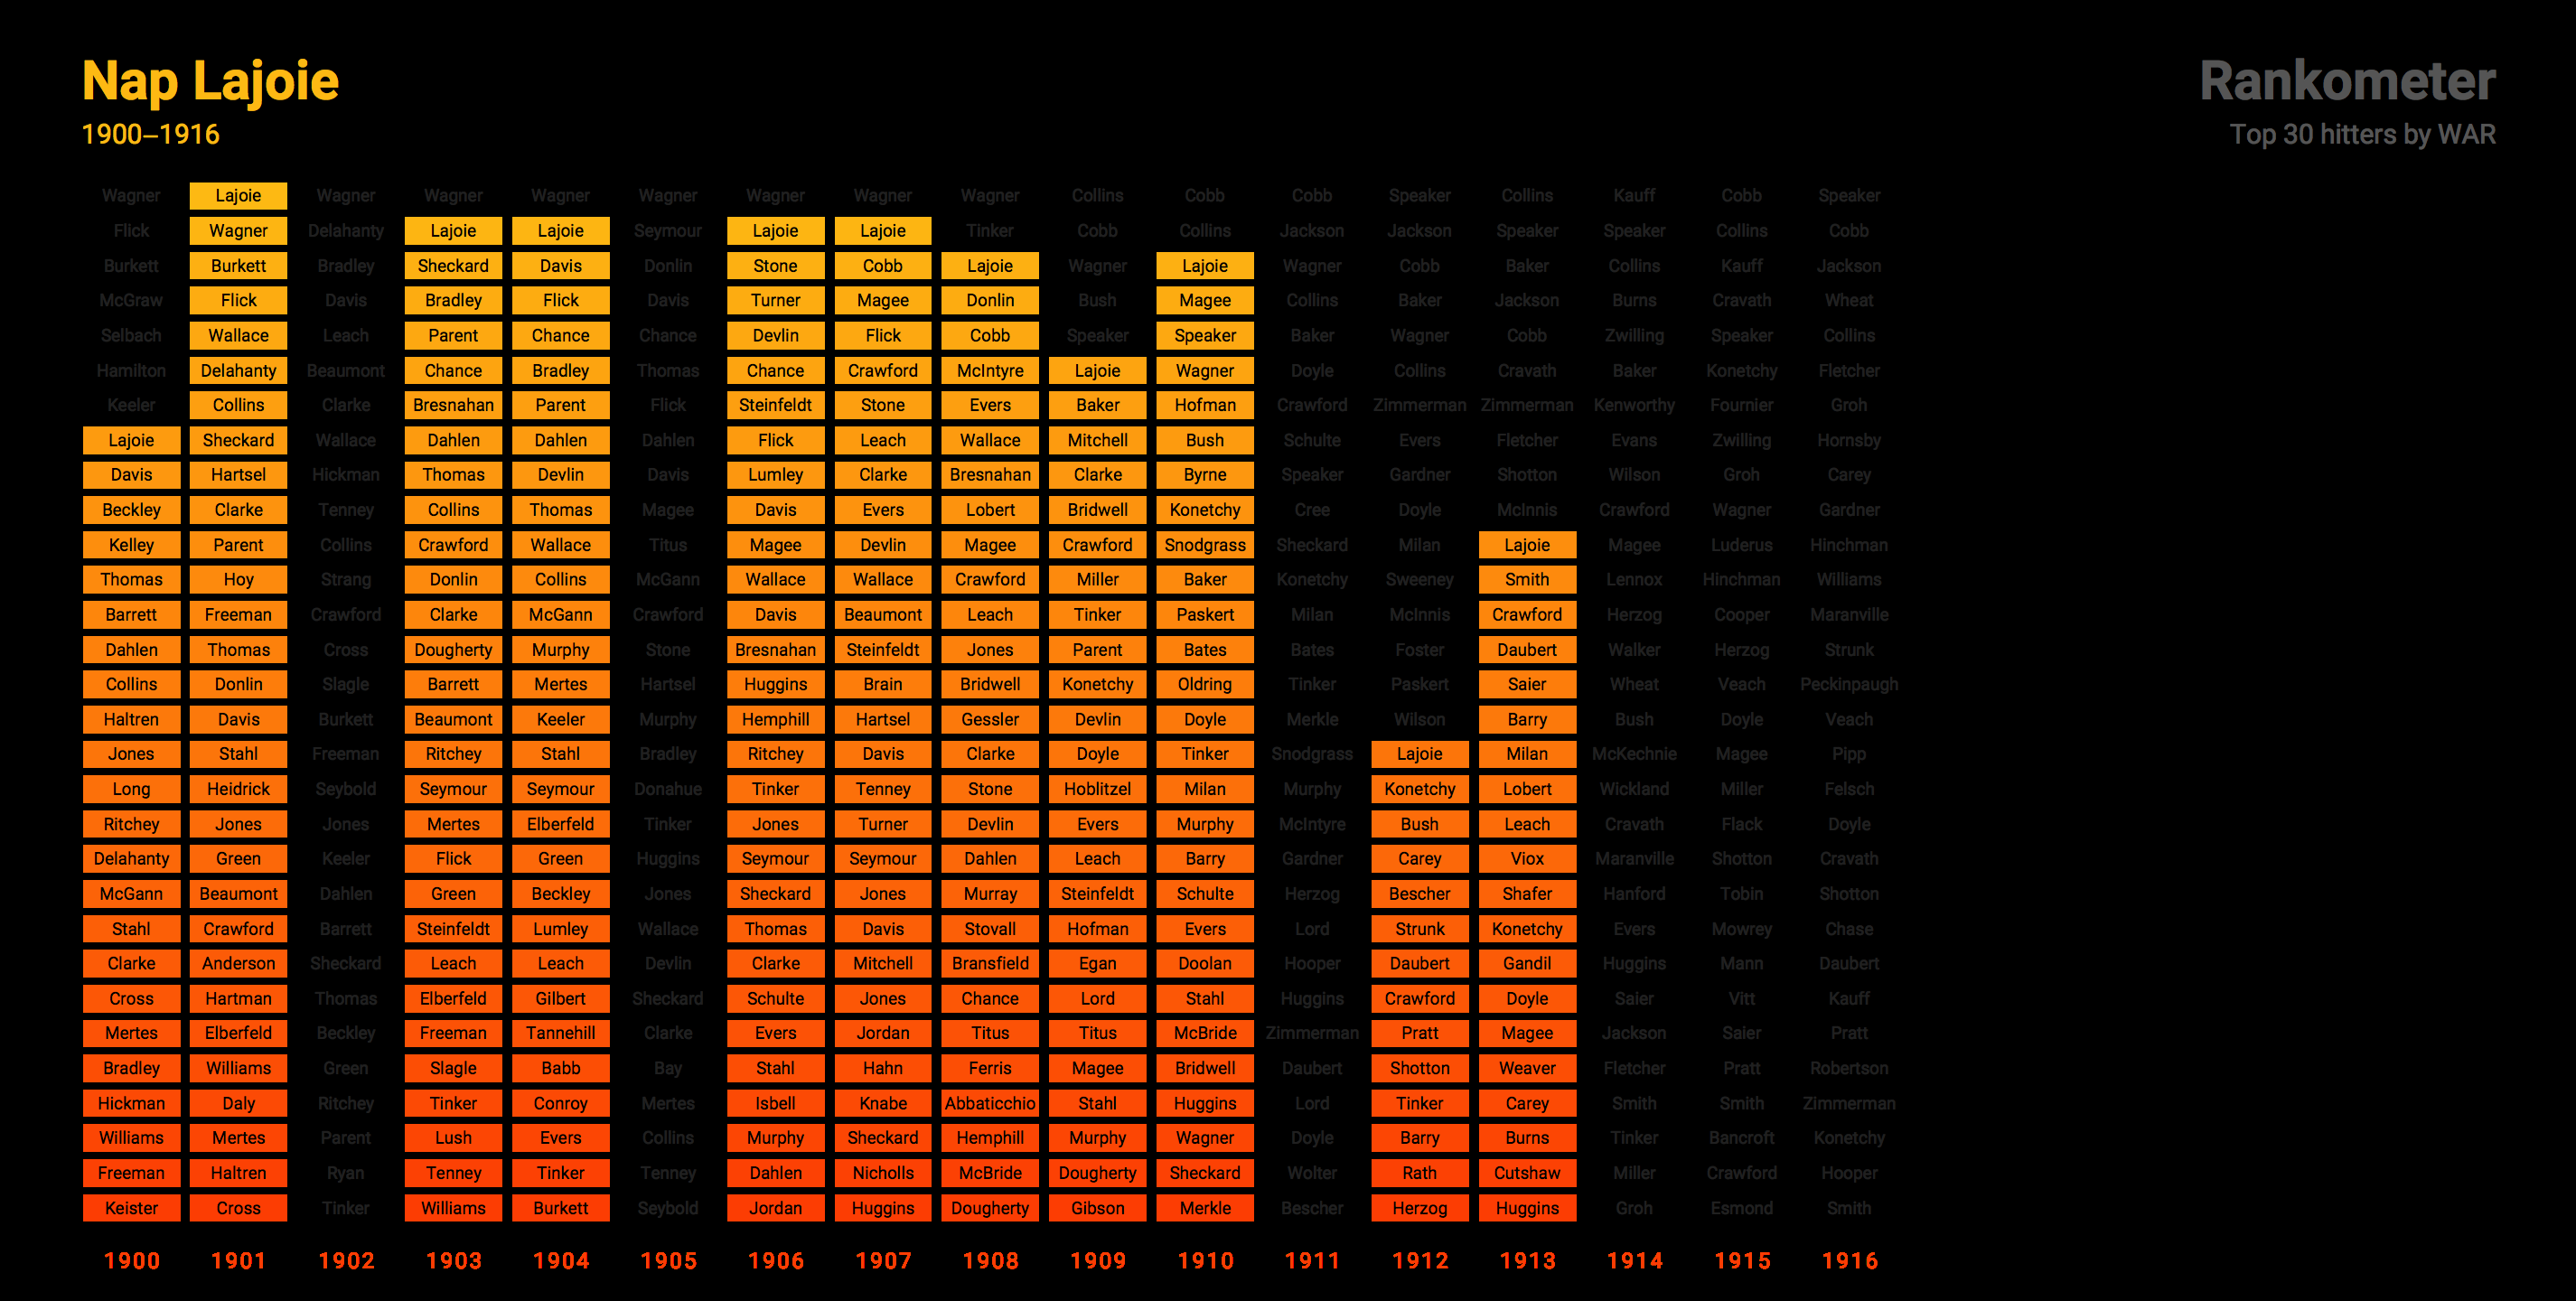 Nap Lajoie
1900–1916
Rankometer
Top 30 hitters by WAR
Wagner Lajoie Wagner Wagner Wagner Wagner Wagner Wagner Wagner Collins Cobb Cobb Speaker Collins Kauff Cobb Speaker
Flick Wagner Delahanty Lajoie Lajoie Seymour Lajoie Lajoie Tinker Cobb Collins Jackson Jackson Speaker Speaker Collins Cobb
Burkett Burkett Bradley Sheckard Davis Donlin Stone Cobb Lajoie Wagner Lajoie Wagner Cobb Baker Collins Kauff Jackson
McGraw Flick Davis Bradley Flick Davis Turner Magee Donlin Bush Magee Collins Baker Jackson Burns Cravath Wheat
Selbach Wallace Leach Parent Chance Chance Devlin Flick Cobb Speaker Speaker Baker Wagner Cobb Zwilling Speaker Collins
Hamilton Delahanty Beaumont Chance Bradley Thomas Chance Crawford McIntyre Lajoie Wagner Doyle Collins Cravath Baker Konetchy Fletcher
Keeler Collins Clarke Bresnahan Parent Flick Steinfeldt Stone Evers Baker Hofman Crawford Zimmerman Zimmerman Kenworthy Fournier Groh
Lajoie Sheckard Wallace Dahlen Dahlen Dahlen Flick Leach Wallace Mitchell Bush Schulte Evers Fletcher Evans Zwilling Hornsby
Davis Hartsel Hickman Thomas Devlin Davis Lumley Clarke Bresnahan Clarke Byrne Speaker Gardner Shotton Wilson Groh Carey
Beckley Clarke Tenney Collins Thomas Magee Davis Evers Lobert Bridwell Konetchy Cree Doyle McInnis Crawford Wagner Gardner
Kelley Parent Collins Crawford Wallace Titus Magee Devlin Magee Crawford Snodgrass Sheckard Milan Lajoie Magee Luderus Hinchman
Thomas Hoy Strang Donlin Collins McGann Wallace Wallace Crawford Miller Baker Konetchy Sweeney Smith Lennox Hinchman Williams
Barrett Freeman Crawford Clarke McGann Crawford Davis Beaumont Leach Tinker Paskert Milan McInnis Crawford Herzog Cooper Maranville
Dahlen Thomas Cross Dougherty Murphy Stone Bresnahan Steinfeldt Jones Parent Bates Bates Foster Daubert Walker Herzog Strunk
Collins Donlin Slagle Barrett Mertes Hartsel Huggins Brain Bridwell Konetchy Oldring Tinker Paskert Saier Wheat Veach Peckinpaugh
Haltren Davis Burkett Beaumont Keeler Murphy Hemphill Hartsel Gessler Devlin Doyle Merkle Wilson Barry Bush Doyle Veach
Jones Stahl Freeman Ritchey Stahl Bradley Ritchey Davis Clarke Doyle Tinker Snodgrass Lajoie Milan McKechnie Magee Pipp
Long Heidrick Seybold Seymour Seymour Donahue Tinker Tenney Stone Hoblitzel Milan Murphy Konetchy Lobert Wickland Miller Felsch
Ritchey Jones Jones Mertes Elberfeld Tinker Jones Turner Devlin Evers Murphy McIntyre Bush Leach Cravath Flack Doyle
Delahanty Green Keeler Flick Green Huggins Seymour Seymour Dahlen Leach Barry Gardner Carey Viox Maranville Shotton Cravath
McGann Beaumont Dahlen Green Beckley Jones Sheckard Jones Murray Steinfeldt Schulte Herzog Bescher Shafer Hanford Tobin Shotton
Stahl Crawford Barrett Steinfeldt Lumley Wallace Thomas Davis Stovall Hofman Evers Lord Strunk Konetchy Evers Mowrey Chase
Clarke Anderson Sheckard Leach Leach Devlin Clarke Mitchell Bransfield Egan Doolan Hooper Daubert Gandil Huggins Mann Daubert
Cross Hartman Thomas Elberfeld Gilbert Sheckard Schulte Jones Chance Lord Stahl Huggins Crawford Doyle Saier Vitt Kauff
Mertes Elberfeld Beckley Freeman Tannehill Clarke Evers Jordan Titus Titus McBride Zimmerman Pratt Magee Jackson Saier Pratt
Bradley Williams Green Slagle Babb Bay Stahl Hahn Ferris Magee Bridwell Daubert Shotton Weaver Fletcher Pratt Robertson
Hickman Daly Ritchey Tinker Conroy Mertes Isbell Knabe Abbaticchio Stahl Huggins Lord Tinker Carey Smith Smith Zimmerman
Williams Mertes Parent Lush Evers Collins Murphy Sheckard Hemphill Murphy Wagner Doyle Barry Burns Tinker Bancroft Konetchy
Freeman Haltren Ryan Tenney Tinker Tenney Dahlen Nicholls McBride Dougherty Sheckard Wolter Rath Cutshaw Miller Crawford Hooper
Keister Cross Tinker Williams Burkett Seybold Jordan Huggins Dougherty Gibson Merkle Bescher Herzog Huggins Groh Esmond Smith
1900 1901 1902 1903 1904 1905 1906 1907 1908 1909 1910 1911 1912 1913 1914 1915 1916